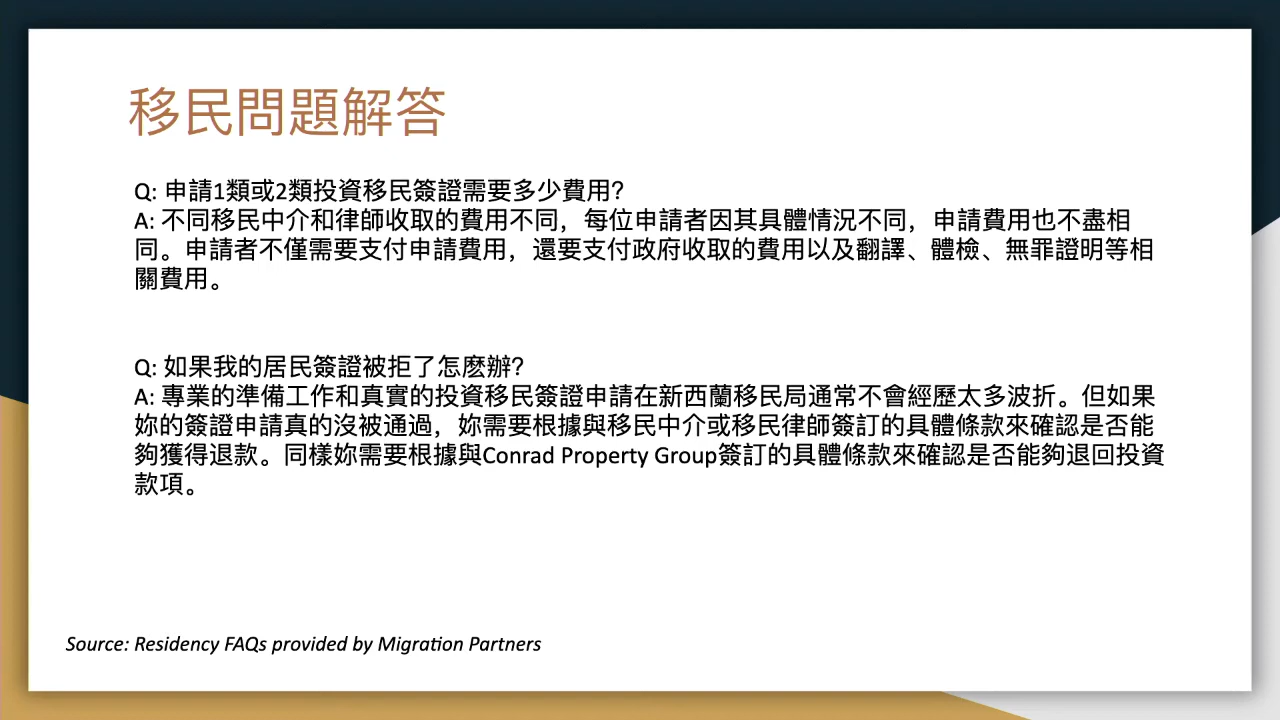 移民問題解答
Q: 申請1類或2類投資移民簽證需要多少費用?
A: 不同移民中介和律師收取的費用不同，每位申請者因其具體情況不同，申請費用也不盡相
同。申請者不僅需要支付申請費用，還要支付政府收取的費用以及翻譯、體檢、無罪證明等相
關費用。
Q: 如果我的居民簽證被拒了怎麼辦?
A: 專業的準備工作和真實的投資移民簽證申請在新西蘭移民局通常不會經歷太多波折。但如果
妳的簽證申請真的沒被通過，妳需要根據與移民中介或移民律師簽訂的具體條款來確認是否能
夠獲得退款。同樣妳需要根據與Conrad Property Group簽訂的具體條款來確認是否能夠退回投資
款項。
Source: Residency FAQs provided by Migration Partners